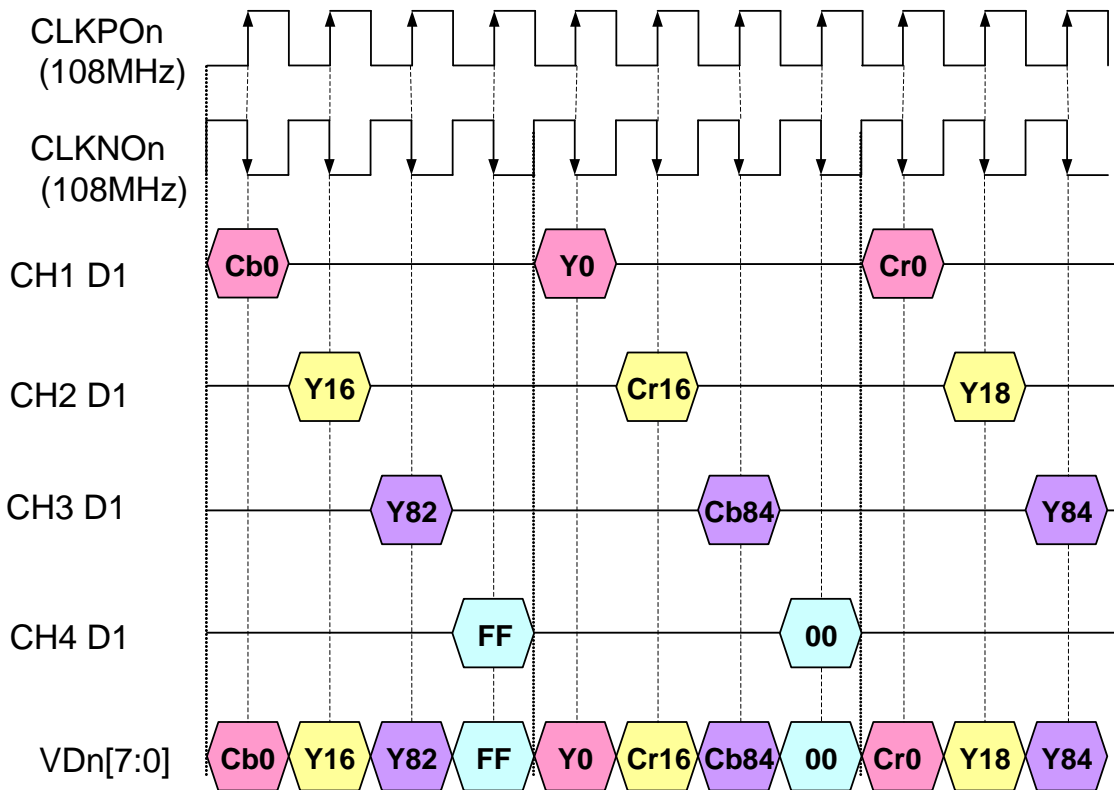 CLKPOn
(108MHz)
CLKNOn
(108MHz)
CH1 D1 Cb0 Y0 Cr0
CH2 D1 Y16 Cr16 Y18
CH3 D1 Y82 Cb84 Y84
CH4 D1 FF 00
VDn[7:0] Cb0 Y16 Y82 FF Y0 Cr16 Cb84 00 Cr0 Y18 Y84